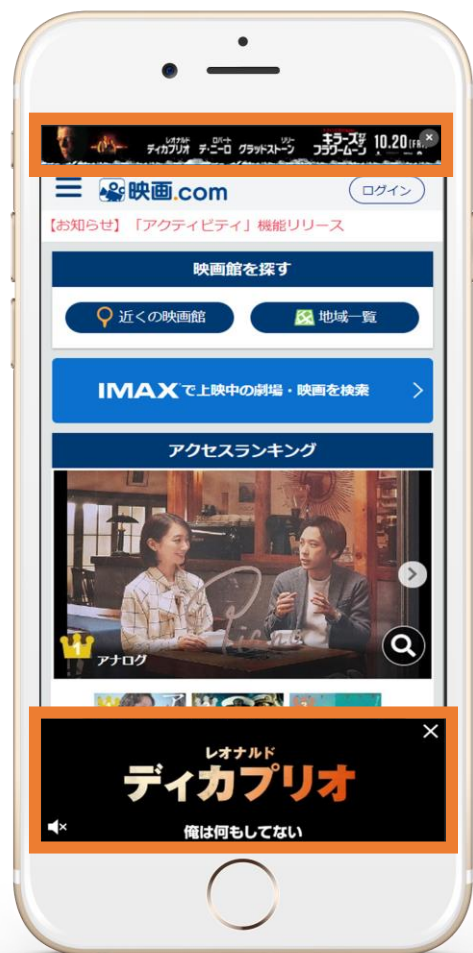 レオナルド ロバート リリー
ディカプリオ デ・ニーロ グラッドストーン キラーズ・オブ・ザ・フラワームーン 10.20[FRI]
映画.com
ログイン
【お知らせ】「アクティビティ」機能リリース
映画館を探す
近くの映画館
地域一覧
IMAX®で上映中の劇場・映画を検索
アクセスランキング
1
アナログ
レオナルド
ディカプリオ
俺は何もしてない